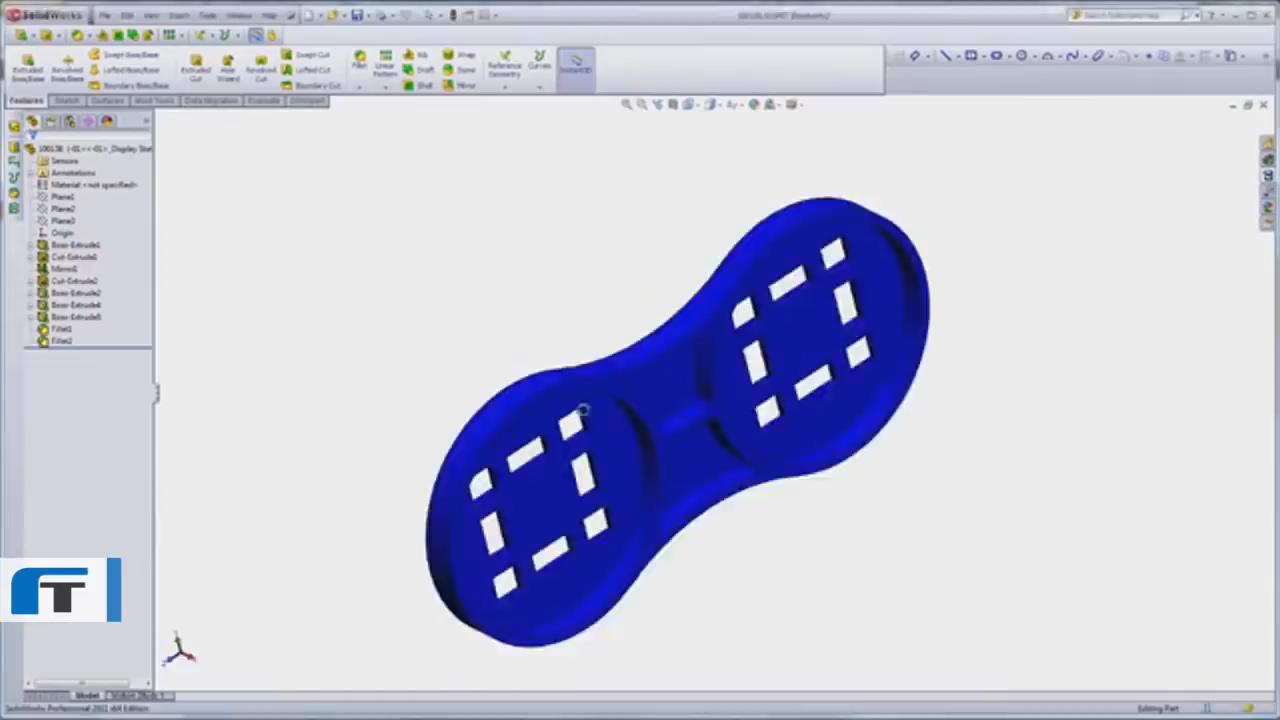 SolidWorks
File Edit View Insert Tools Window Help
Search SolidWorks Help
Extruded Boss/Base
Revolved Boss/Base
Swept Boss/Base
Lofted Boss/Base
Boundary Boss/Base
Extruded Cut
Hole Wizard
Revolved Cut
Swept Cut
Lofted Cut
Boundary Cut
Fillet
Linear Pattern
Rib
Draft
Shell
Wrap
Dome
Mirror
Reference Geometry
Curves
Instant3D
Features Sketch Surfaces Mold Tools Data Migration Evaluate DimXpert
Sensors
Annotations
Material <not specified>
Plane1
Plane2
Plane3
Origin
Boss-Extrude1
Cut-Extrude1
Mirror1
Cut-Extrude2
Boss-Extrude2
Boss-Extrude4
Boss-Extrude5
Fillet1
Fillet2
Model
Editing Part